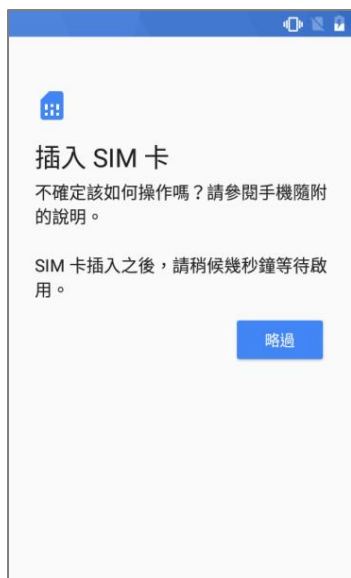 插入 SIM 卡
不確定該如何操作嗎？請參閱手機隨附
的說明。
SIM 卡插入之後，請稍候幾秒鐘等待啟
用。
略過